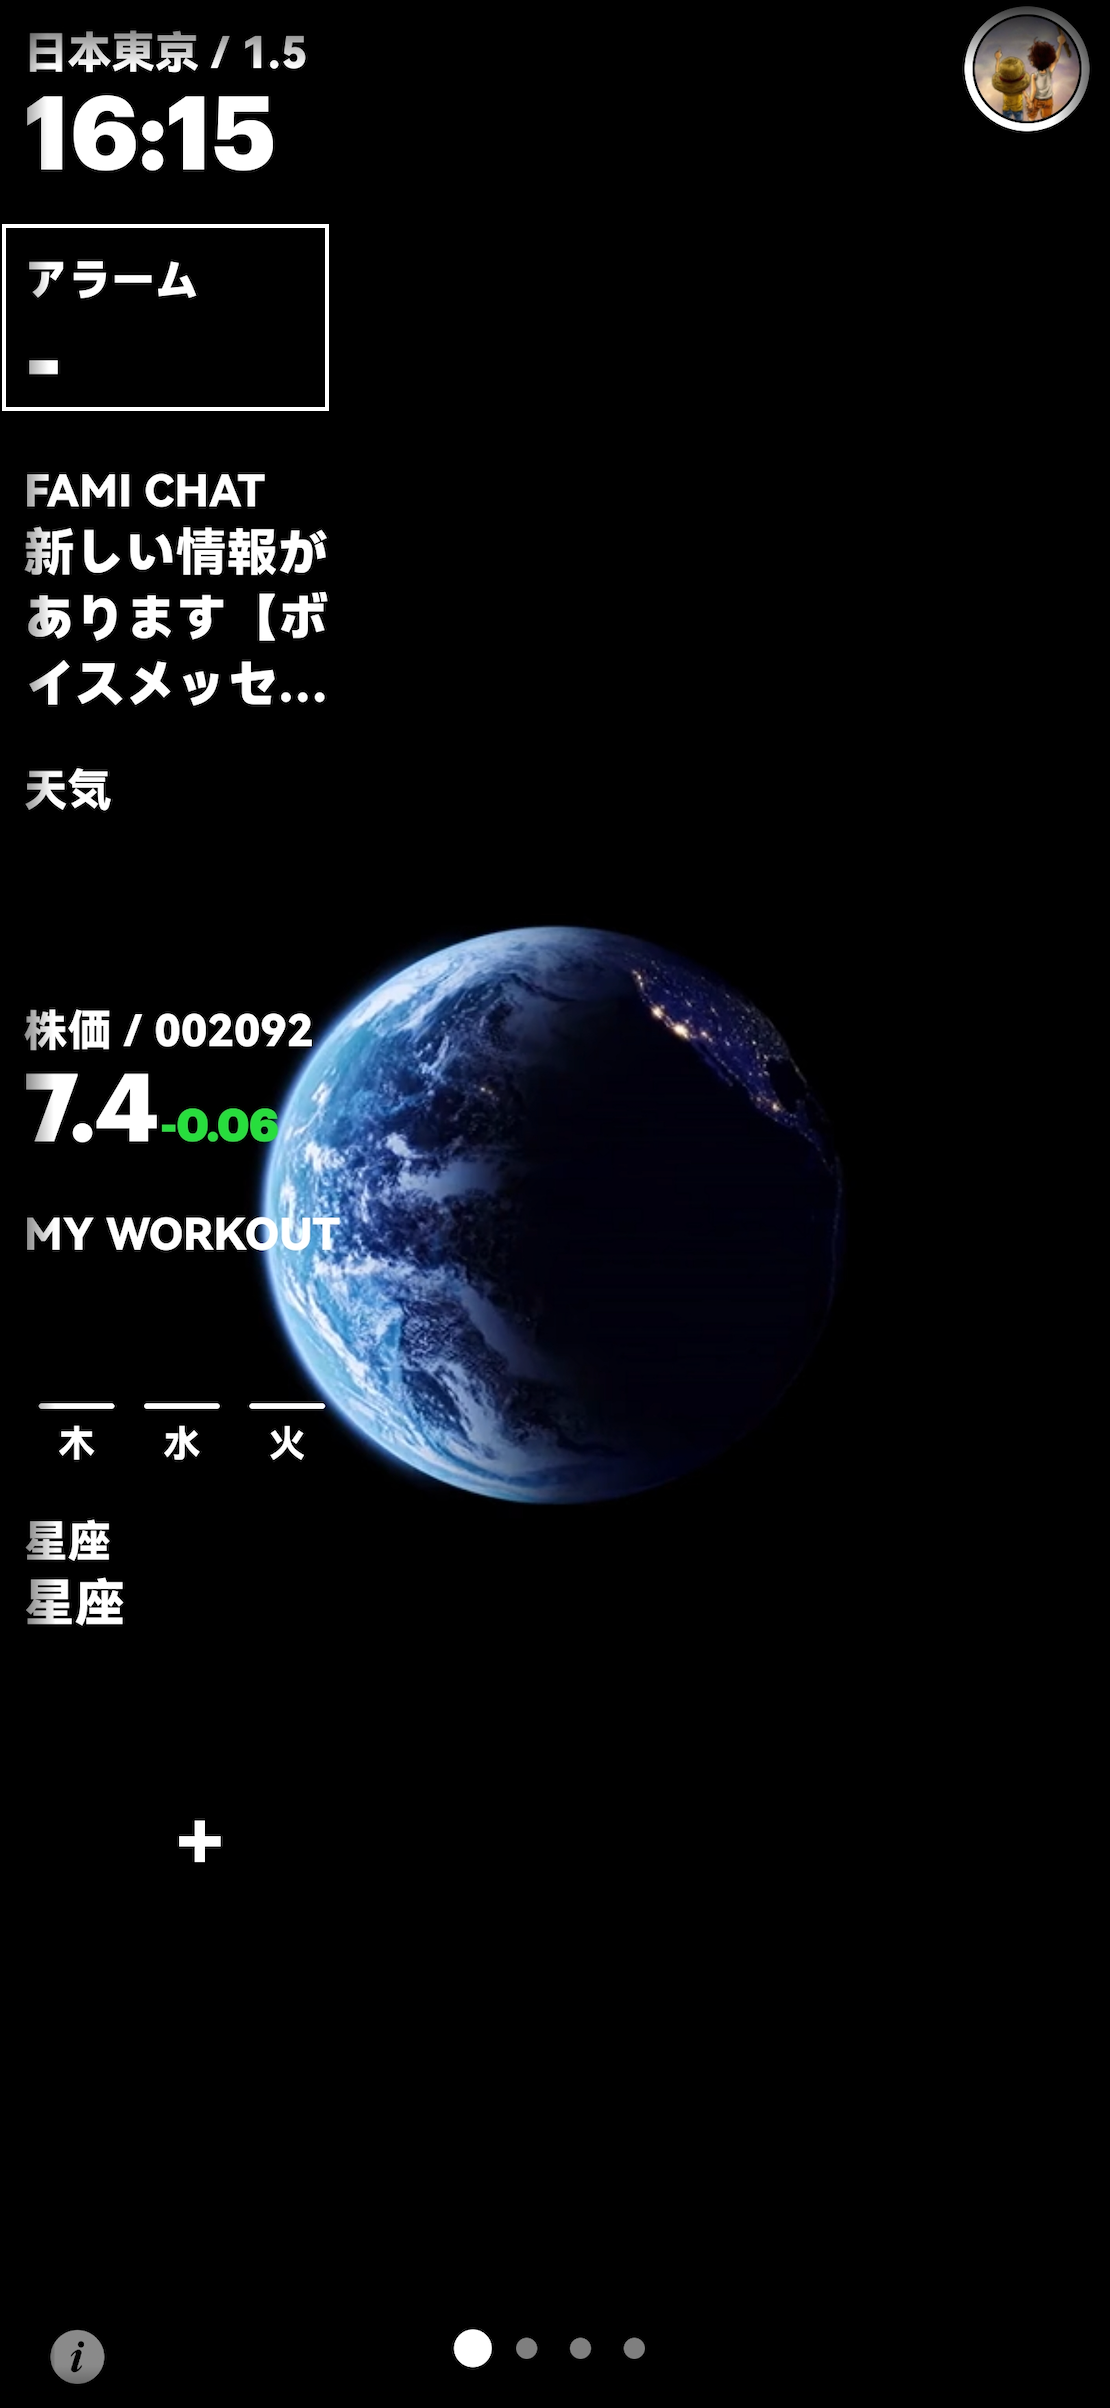 日本東京 / 1.5
16:15
アラーム
-
FAMI CHAT
新しい情報が
あります【ボ
イスメッセ...
天気
株価 / 002092
7.4 -0.06
MY WORKOUT
木 水 火
星座
星座
+
i